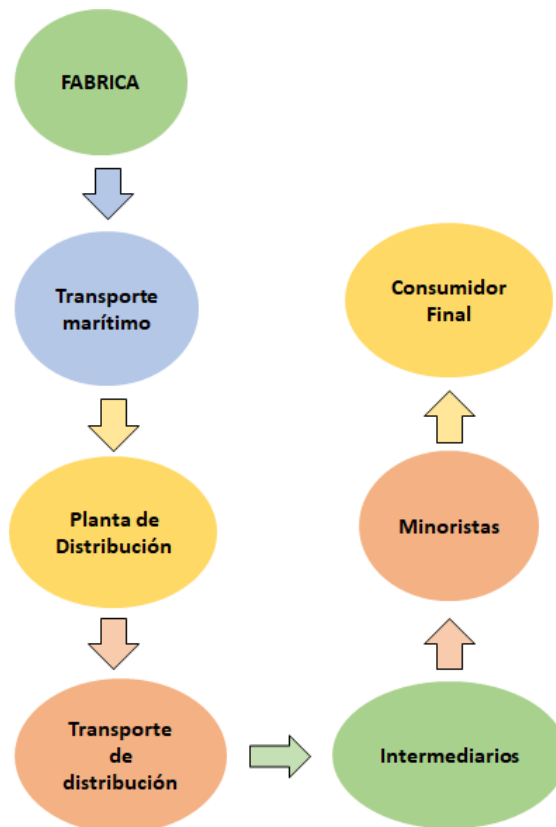 FABRICA
Transporte
marítimo
Planta de
Distribución
Transporte
de
distribución
Intermediarios
Minoristas
Consumidor
Final